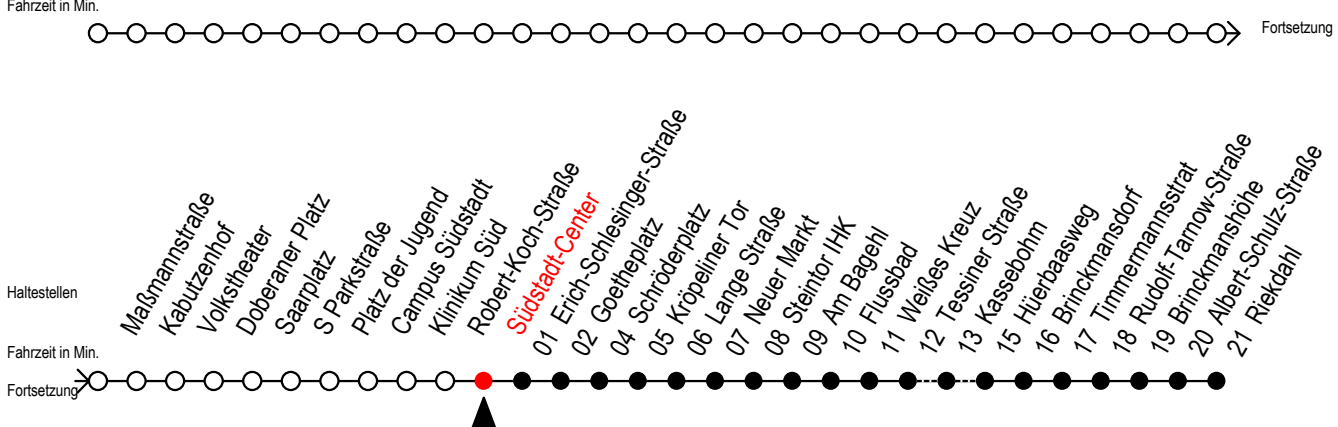 Fahrzeit in Min.
Fortsetzung
Haltestellen
Maßmannstraße
Kabutzenhof
Volkstheater
Doberaner Platz
Saarplatz
S Parkstraße
Platz der Jugend
Campus Südstadt
Klinikum Süd
Robert-Koch-Straße
Südstadt-Center
01 Erich-Schlesinger-Straße
02 Goetheplatz
04 Schröderplatz
05 Kröpeliner Tor
06 Lange Straße
07 Neuer Markt
08 Steintor IHK
09 Am Bagehl
10 Flussbad
11 Weißes Kreuz
12 Tessiner Straße
13 Kassebohm
15 Hüerbaasweg
16 Brinckmansdorf
17 Timmermannsstrat
18 Rudolf-Tarnow-Straße
19 Brinckmanshöhe
20 Albert-Schulz-Straße
21 Riekdahl
Fahrzeit in Min.
Fortsetzung